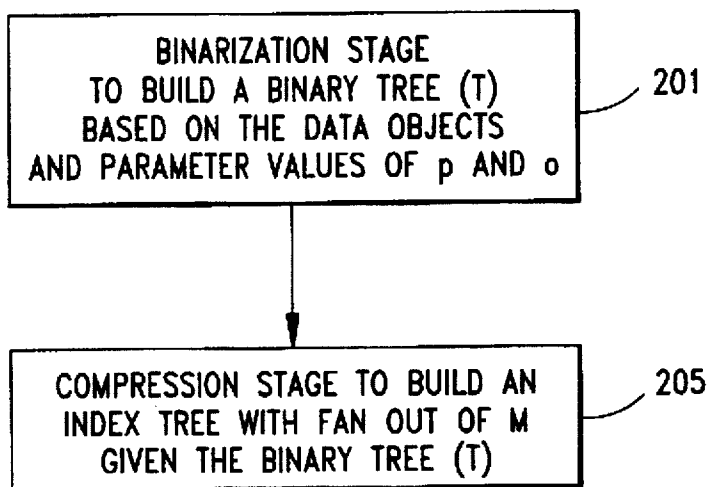 BINARIZATION STAGE
TO BUILD A BINARY TREE (T)
BASED ON THE DATA OBJECTS
AND PARAMETER VALUES OF p AND o
201
COMPRESSION STAGE TO BUILD AN
INDEX TREE WITH FAN OUT OF M
GIVEN THE BINARY TREE (T)
205